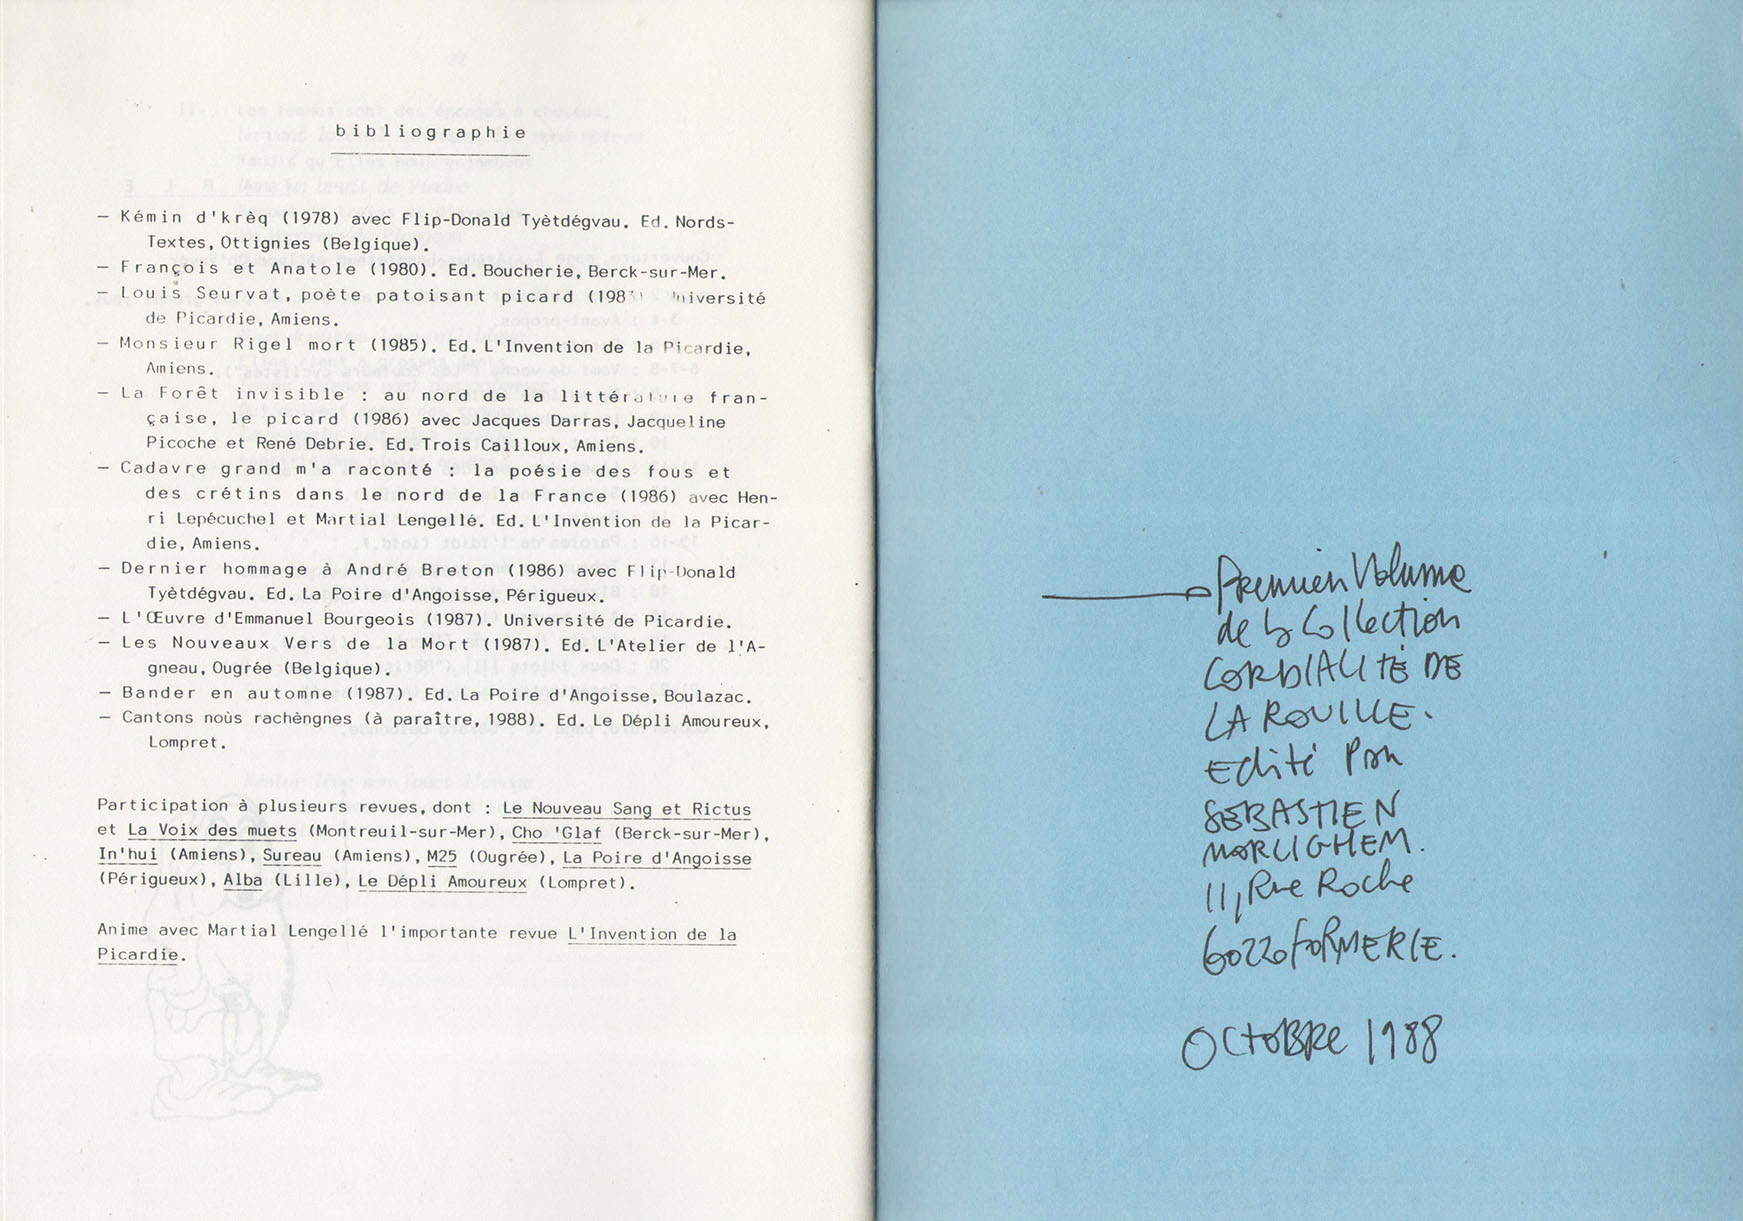 bibliographie
— Kémin d'krèq (1978) avec Flip-Donald Tyètdégvau. Ed. Nords-
Textes, Ottignies (Belgique).
— François et Anatole (1980). Ed. Boucherie, Berck-sur-Mer.
— Louis Seurvat, poète patoisant picard (198 Université
de Picardie, Amiens.
— Monsieur Rigel mort (1985). Ed. L'Invention de la Picardie,
Amiens.
— La Forêt invisible : au nord de la littérature fran-
çaise, le picard (1986) avec Jacques Darras, Jacqueline
Picoche et René Debrie. Ed. Trois Cailloux, Amiens.
— Cadavre grand m'a raconté : la poésie des fous et
des crétins dans le nord de la France (1986) avec Hen-
ri Lepécuchel et Martial Lengellé. Ed. L'Invention de la Picar-
die, Amiens.
— Dernier hommage à André Breton (1986) avec Flip-Donald
Tyètdégvau. Ed. La Poire d'Angoisse, Périgueux.
— L'Œuvre d'Emmanuel Bourgeois (1987). Université de Picardie.
— Les Nouveaux Vers de la Mort (1987). Ed. L'Atelier de l'A-
gneau, Ougrée (Belgique).
— Bander en automne (1987). Ed. La Poire d'Angoisse, Boulazac.
— Cantons noùs rachèngnes (à paraître, 1988). Ed. Le Dépli Amoureux,
Lompret.
Participation à plusieurs revues, dont : Le Nouveau Sang et Rictus
et La Voix des muets (Montreuil-sur-Mer), Cho 'Glaf (Berck-sur-Mer),
In'hui (Amiens), Sureau (Amiens), M25 (Ougrée), La Poire d'Angoisse
(Périgueux), Alba (Lille), Le Dépli Amoureux (Lompret).
Anime avec Martial Lengellé l'importante revue L'Invention de la
Picardie.
Premier Volume
de la Collection
CORDIALITÉ DE
LA ROUILLE.
Edité Par
SÉBASTIEN
MORLIGHEM.
11, Rue Roche
60220 FORMERIE.
OCTOBRE 1988